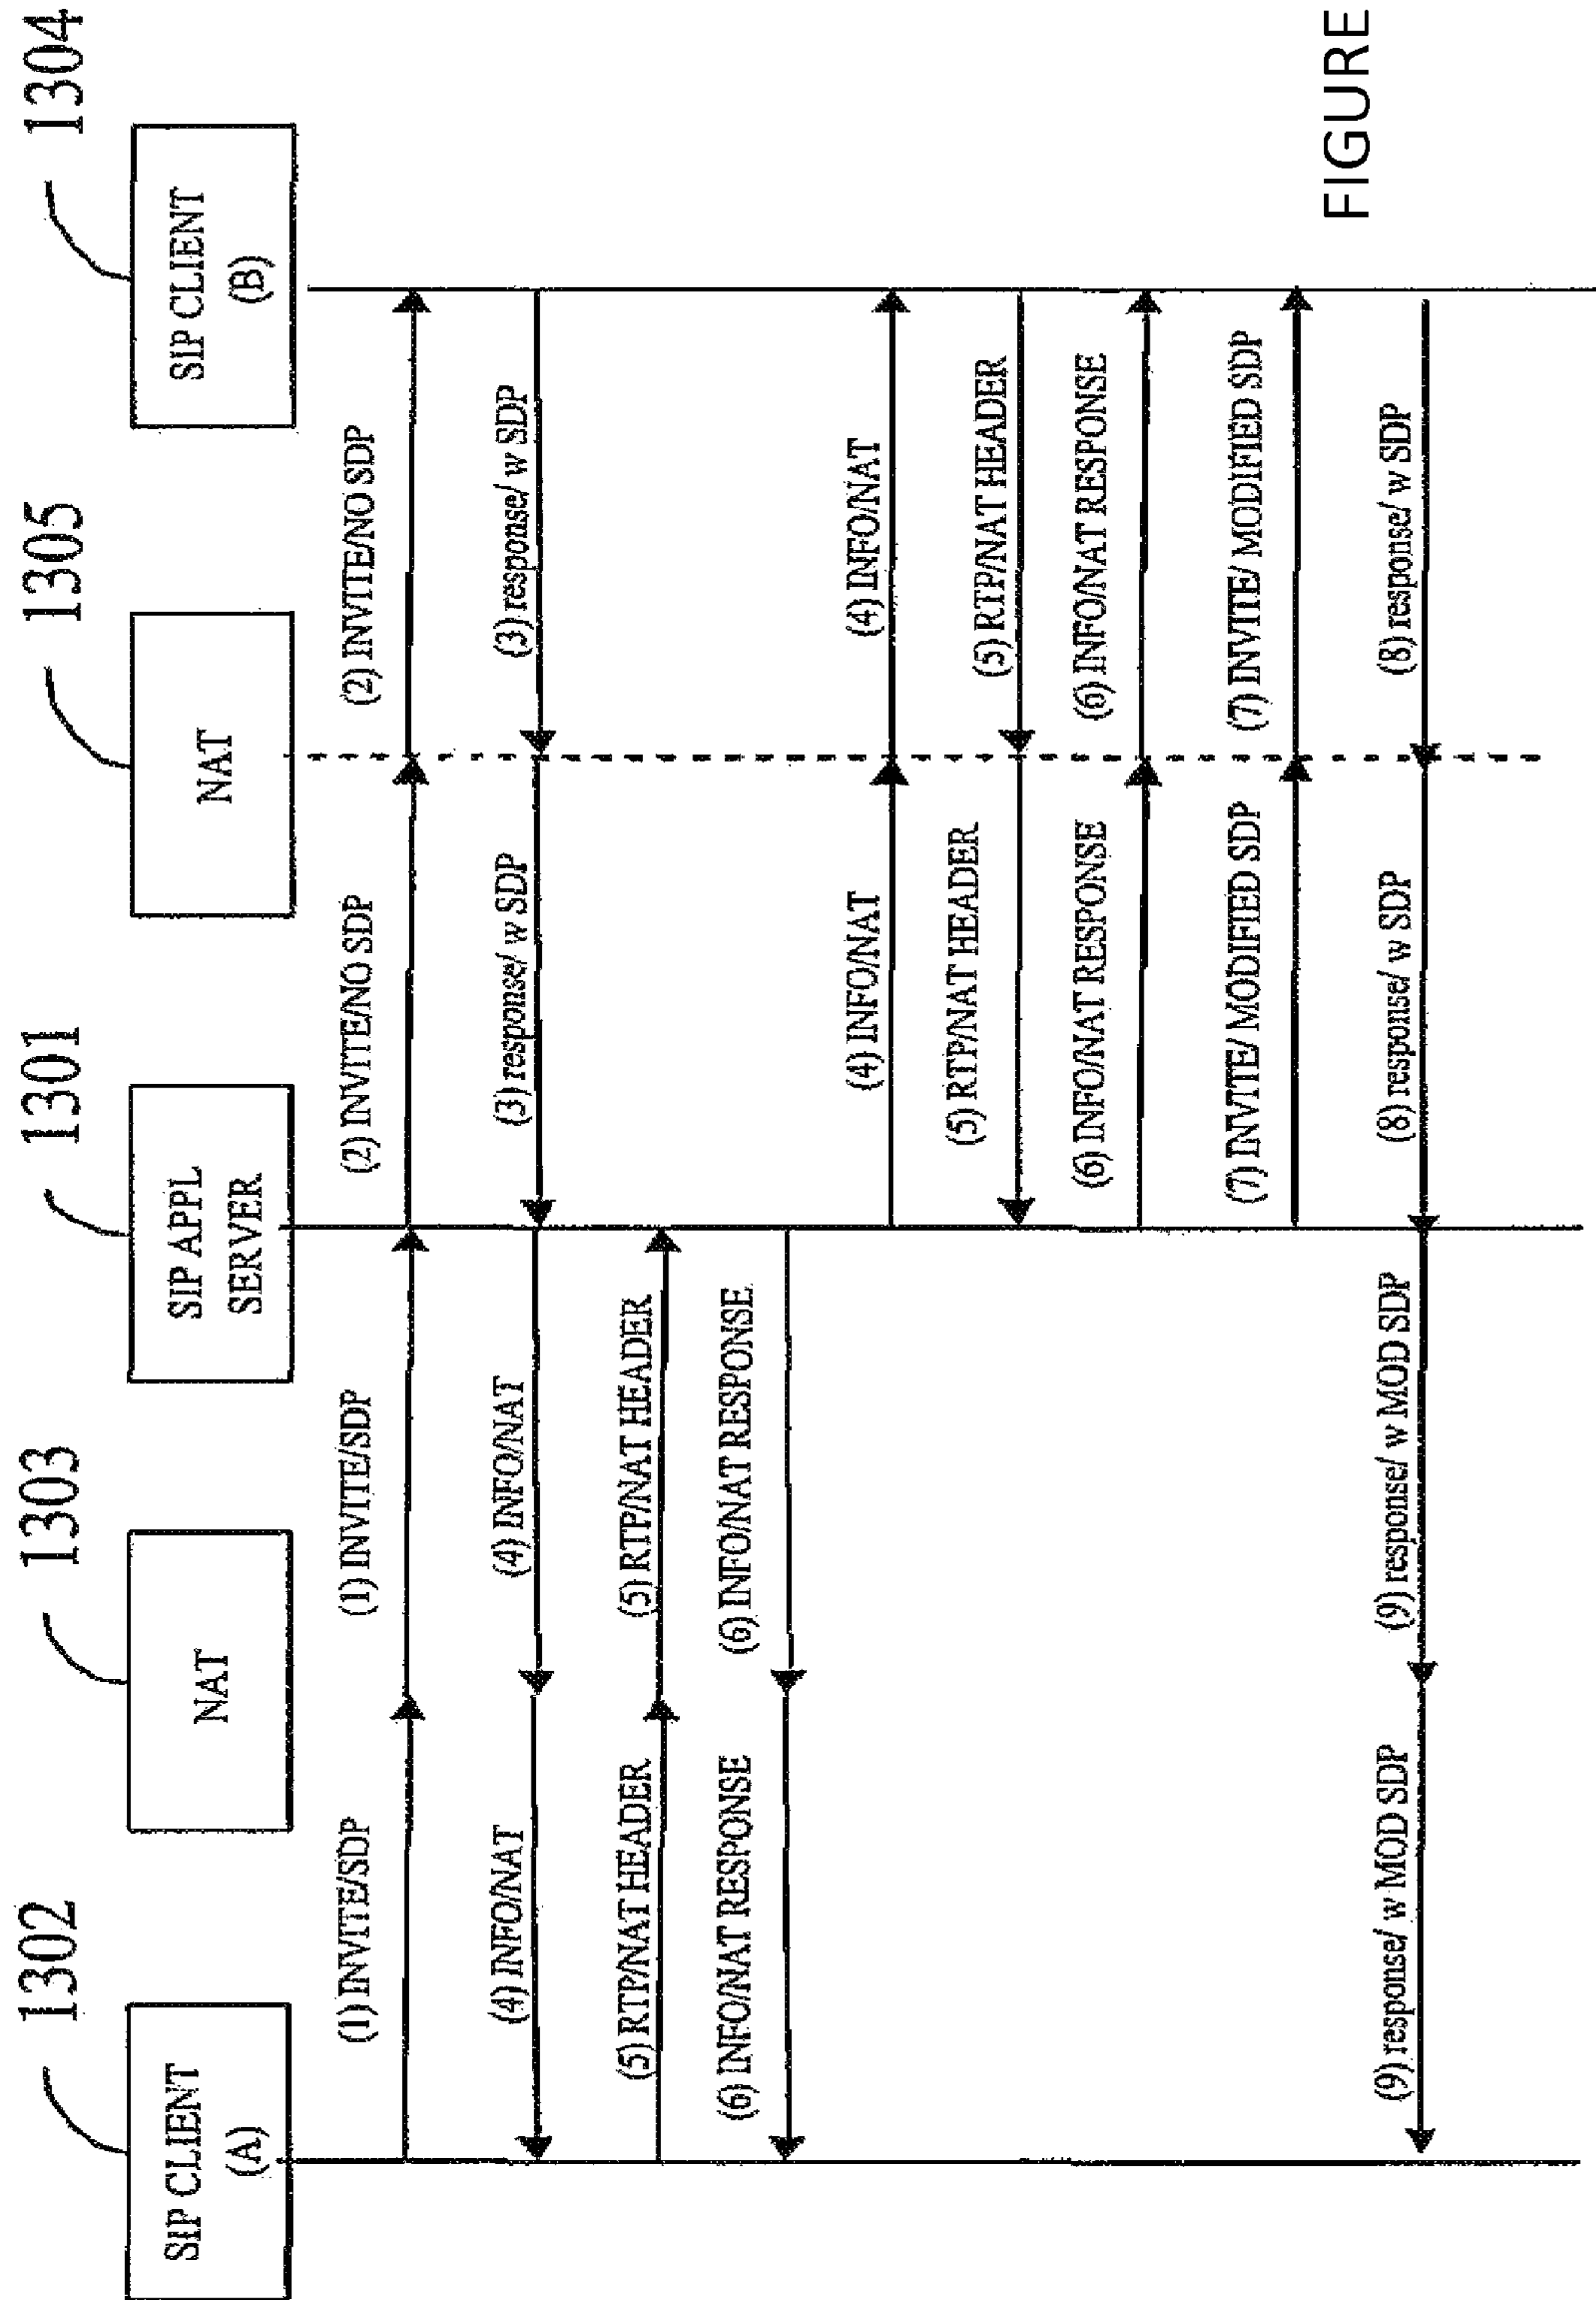 1302
1303
1301
1305
1304
SIP CLIENT
(A)
NAT
SIP APPL
SERVER
NAT
SIP CLIENT
(B)
(1) INVITE/SDP
(1) INVITE/SDP
(2) INVITE/NO SDP
(2) INVITE/NO SDP
(4) INFO/NAT
(4) INFO/NAT
(3) response/ w SDP
(3) response/ w SDP
(5) RTP/NAT HEADER
(5) RTP/NAT HEADER
(6) INFO/NAT RESPONSE
(6) INFO/NAT RESPONSE
(4) INFO/NAT
(4) INFO/NAT
(5) RTP/NAT HEADER
(5) RTP/NAT HEADER
(6) INFO/NAT RESPONSE
(6) INFO/NAT RESPONSE
(7) INVITE/ MODIFIED SDP
(7) INVITE/ MODIFIED SDP
(9) response/ w MOD SDP
(9) response/ w MOD SDP
(8) response/ w SDP
(8) response/ w SDP
FIGURE